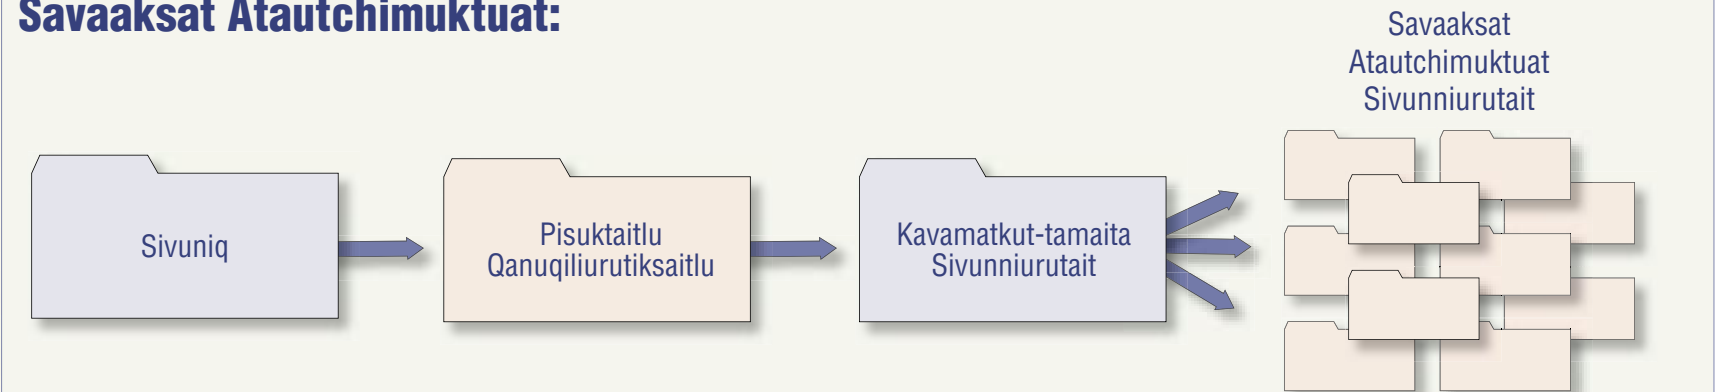 Savaaksat Atautchimuktuat:
Sivuniq
Pisuktaitlu
Qanuqiliurutiksaitlu
Kavamatkut-tamaita
Sivunniurutait
Savaaksat
Atautchimuktuat
Sivunniurutait